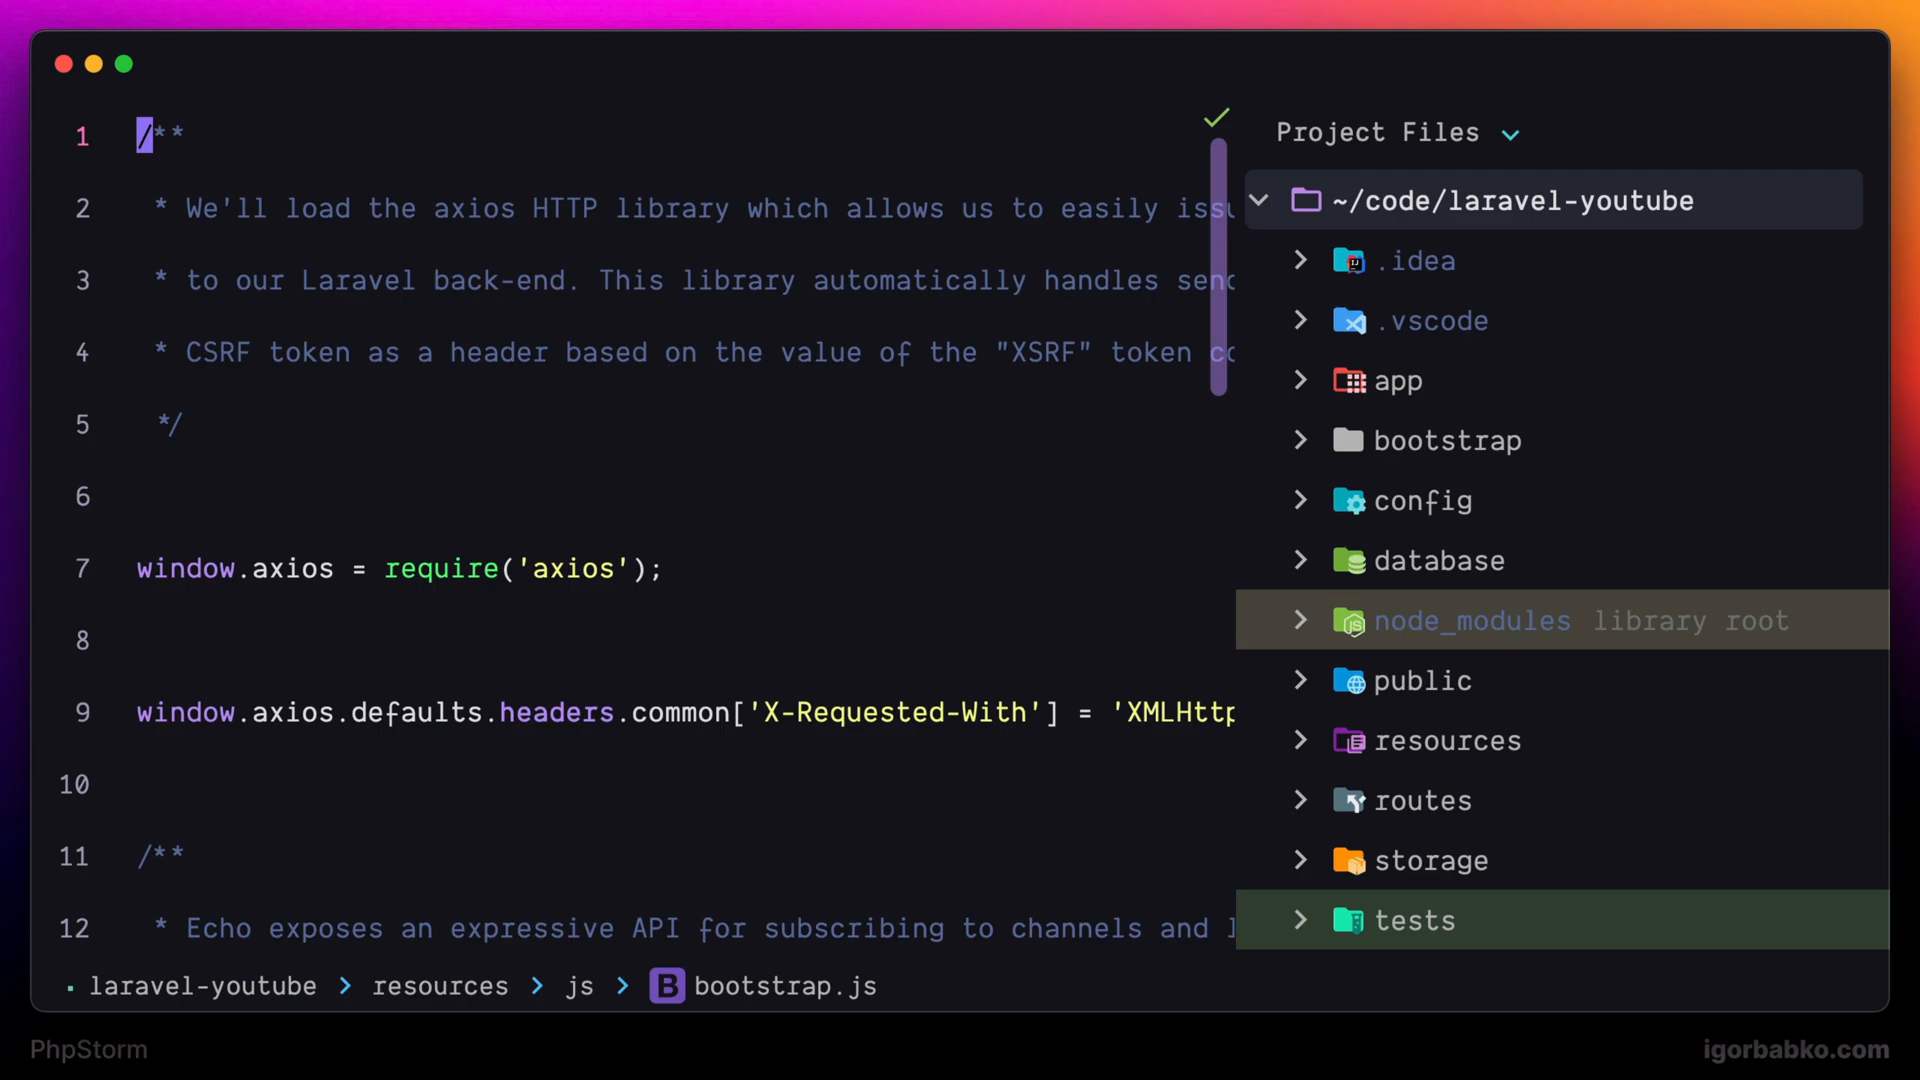 1 /**
2 * We'll load the axios HTTP library which allows us to easily issu
3 * to our Laravel back-end. This library automatically handles send
4 * CSRF token as a header based on the value of the "XSRF" token co
5 */
6
7 window.axios = require('axios');
8
9 window.axios.defaults.headers.common['X-Requested-With'] = 'XMLHttp
10
11 /**
12 * Echo exposes an expressive API for subscribing to channels and l
laravel-youtube > resources > js > B bootstrap.js
Project Files
~/code/laravel-youtube
.idea
.vscode
app
bootstrap
config
database
node_modules library root
public
resources
routes
storage
tests
PhpStorm
igorbabko.com